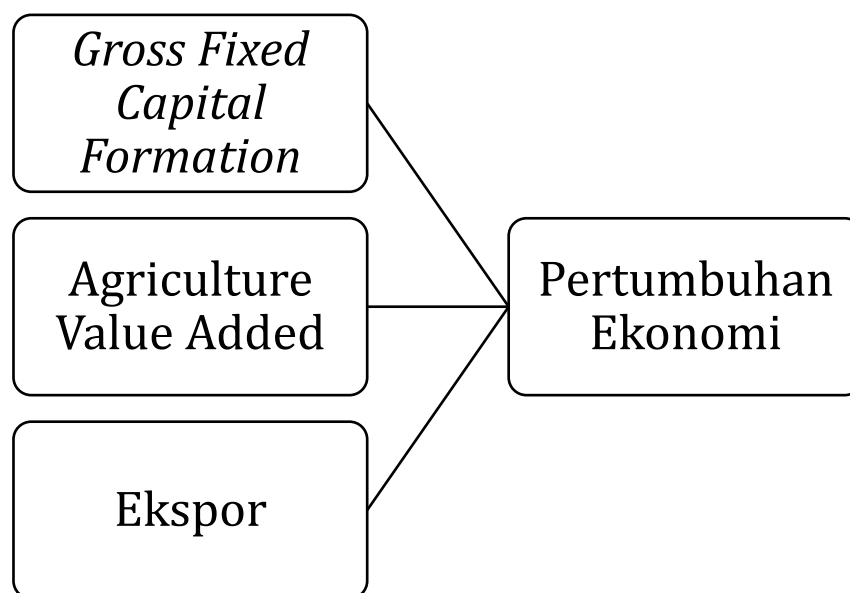 Gross Fixed
Capital
Formation
Agriculture
Value Added
Pertumbuhan
Ekonomi
Ekspor